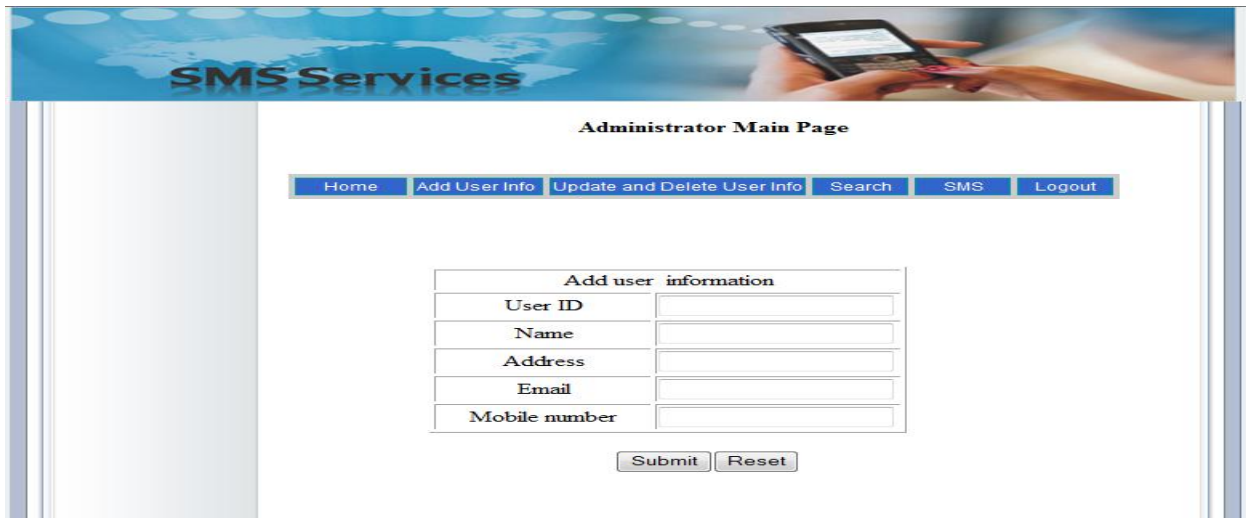 SMS Services
Administrator Main Page
Home Add User Info Update and Delete User Info Search SMS Logout
Add user information
User ID
Name
Address
Email
Mobile number
Submit Reset